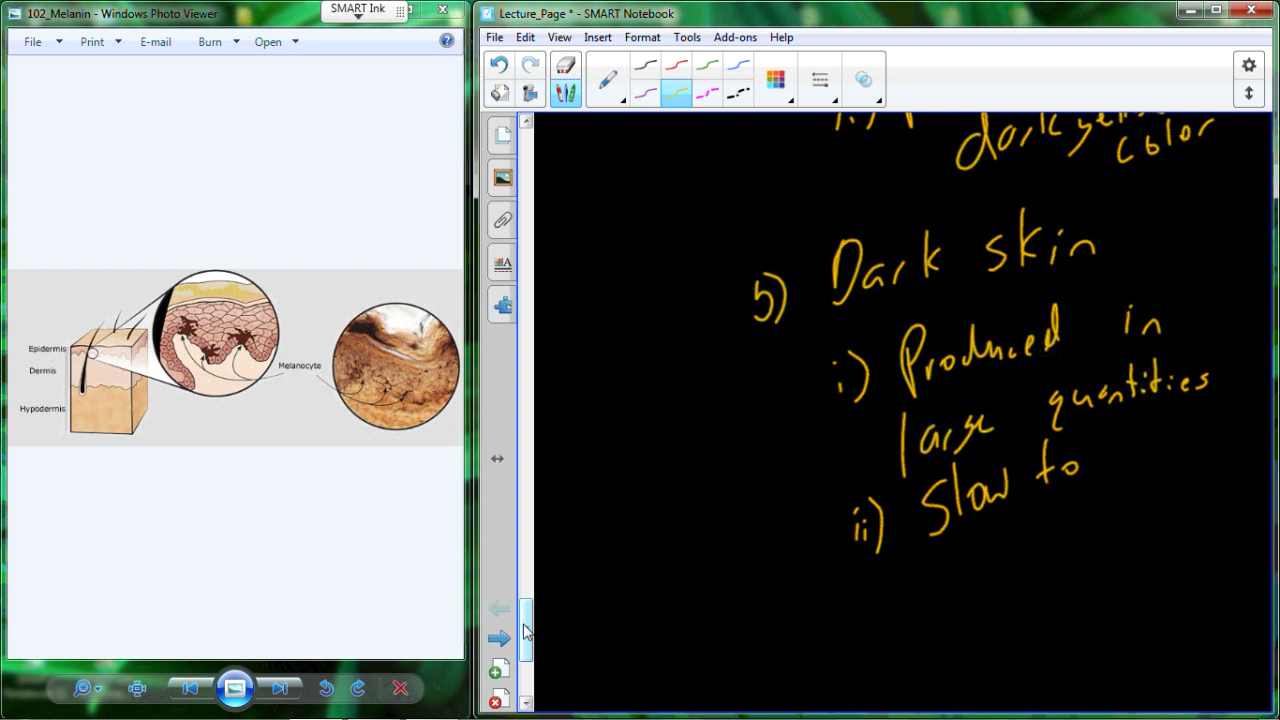 102_Melanin - Windows Photo Viewer
SMART Ink
File Print E-mail Burn Open
Epidermis
Dermis
Hypodermis
Melanocyte
Lecture_Page * - SMART Notebook
File Edit View Insert Format Tools Add-ons Help
dark
color
5) Dark skin
i) Produced in
large quantities
ii) Slow to